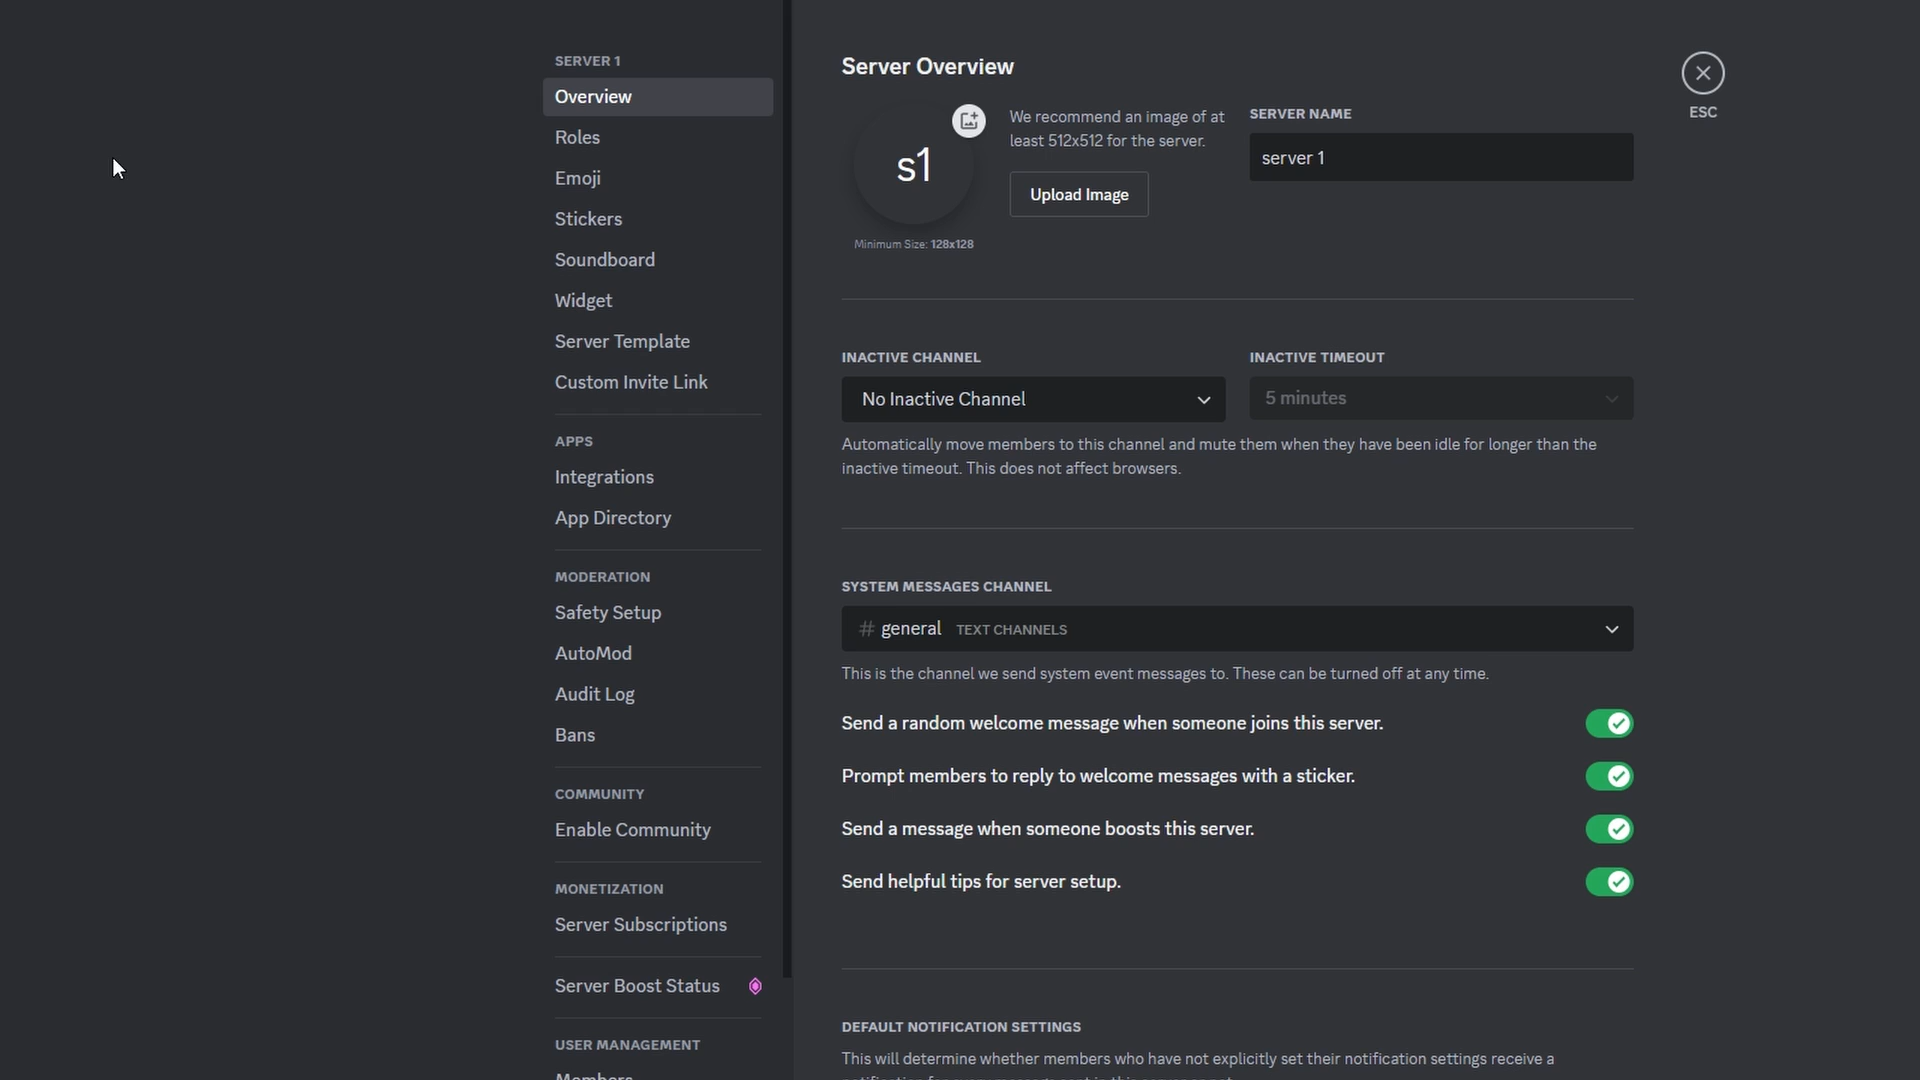 SERVER 1
Overview
Roles
Emoji
Stickers
Soundboard
Widget
Server Template
Custom Invite Link
APPS
Integrations
App Directory
MODERATION
Safety Setup
AutoMod
Audit Log
Bans
COMMUNITY
Enable Community
MONETIZATION
Server Subscriptions
Server Boost Status
USER MANAGEMENT
Members
Server Overview
s1
Minimum Size: 128x128
We recommend an image of at
least 512x512 for the server.
Upload Image
SERVER NAME
server 1
ESC
INACTIVE CHANNEL
No Inactive Channel
INACTIVE TIMEOUT
5 minutes
Automatically move members to this channel and mute them when they have been idle for longer than the
inactive timeout. This does not affect browsers.
SYSTEM MESSAGES CHANNEL
# general TEXT CHANNELS
This is the channel we send system event messages to. These can be turned off at any time.
Send a random welcome message when someone joins this server.
Prompt members to reply to welcome messages with a sticker.
Send a message when someone boosts this server.
Send helpful tips for server setup.
DEFAULT NOTIFICATION SETTINGS
This will determine whether members who have not explicitly set their notification settings receive a